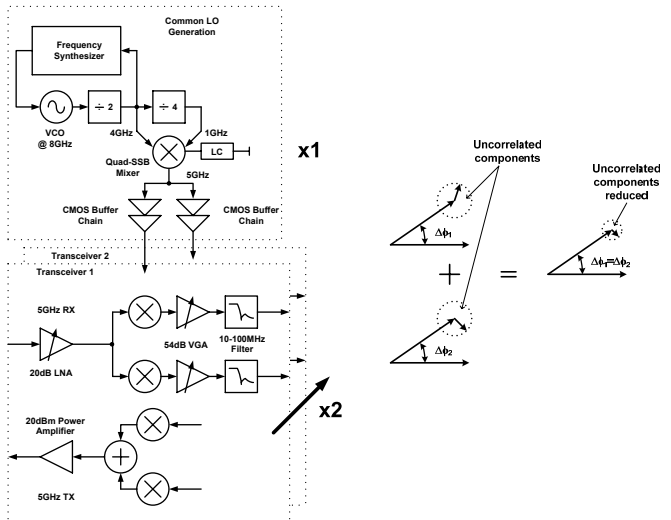 Common LO
Generation
Frequency
Synthesizer
÷ 2
÷ 4
VCO
@ 8GHz
4GHz
1GHz
LC
Quad-SSB
Mixer
5GHz
x1
CMOS Buffer
Chain
CMOS Buffer
Chain
Transceiver 2
Transceiver 1
5GHz RX
20dB LNA
54dB VGA
10-100MHz
Filter
x2
20dBm Power
Amplifier
+
5GHz TX
Uncorrelated
components
Uncorrelated
components
reduced
Δϕ1
+
=
Δϕ1=Δϕ2
Δϕ2